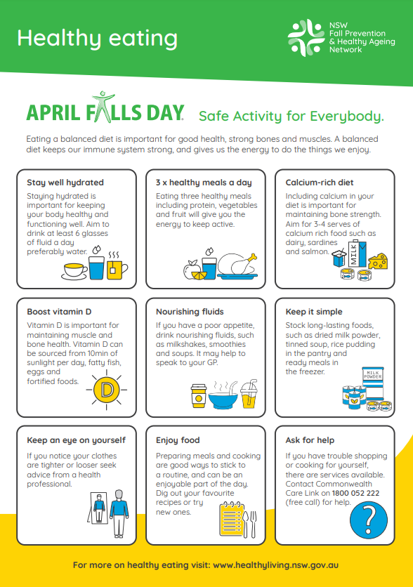 Healthy eating
NSW
Fall Prevention
& Healthy Ageing
Network
APRIL FALLS DAY Safe Activity for Everybody.
Eating a balanced diet is important for good health, strong bones and muscles. A balanced
diet keeps our immune system strong, and gives us the energy to do the things we enjoy.
Stay well hydrated
Staying hydrated is
important for keeping
your body healthy and
functioning well. Aim to
drink at least 6 glasses
of fluid a day
preferably water.
3 x healthy meals a day
Eating three healthy meals
including protein, vegetables
and fruit will give you the
energy to keep active.
Calcium-rich diet
Including calcium in your
diet is important for
maintaining bone strength.
Aim for 3-4 serves of
calcium rich food such as
dairy, sardines
and salmon.
MILK
Boost vitamin D
Vitamin D is important for
maintaining muscle and
bone health. Vitamin D can
be sourced from 10min of
sunlight per day, fatty fish,
eggs and
fortified foods.
D
Nourishing fluids
If you have a poor appetite,
drink nourishing fluids, such
as milkshakes, smoothies
and soups. It may help to
speak to your GP.
Keep it simple
Stock long-lasting foods,
such as dried milk powder,
tinned soup, rice pudding
in the pantry and
ready meals in
the freezer.
MILK
POWDER
Keep an eye on yourself
If you notice your clothes
are tighter or looser seek
advice from a health
professional.
Enjoy food
Preparing meals and cooking
are good ways to stick to
a routine, and can be an
enjoyable part of the day.
Dig out your favourite
recipes or try
new ones.
Ask for help
If you have trouble shopping
or cooking for yourself,
there are services available.
Contact Commonwealth
Care Link on 1800 052 222
(free call) for help.
?
For more on healthy eating visit: www.healthyliving.nsw.gov.au